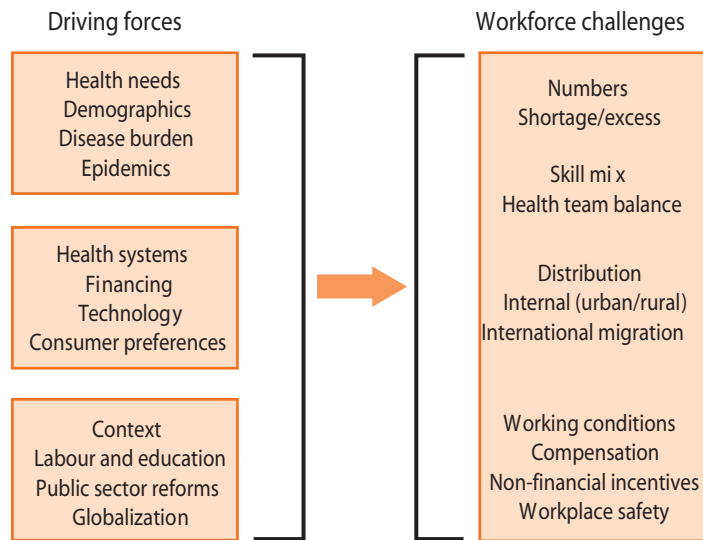 Driving forces
Health needs
Demographics
Disease burden
Epidemics
Health systems
Financing
Technology
Consumer preferences
Context
Labour and education
Public sector reforms
Globalization
Workforce challenges
Numbers
Shortage/excess
Skill mi x
Health team balance
Distribution
Internal (urban/rural)
International migration
Working conditions
Compensation
Non-financial incentives
Workplace safety